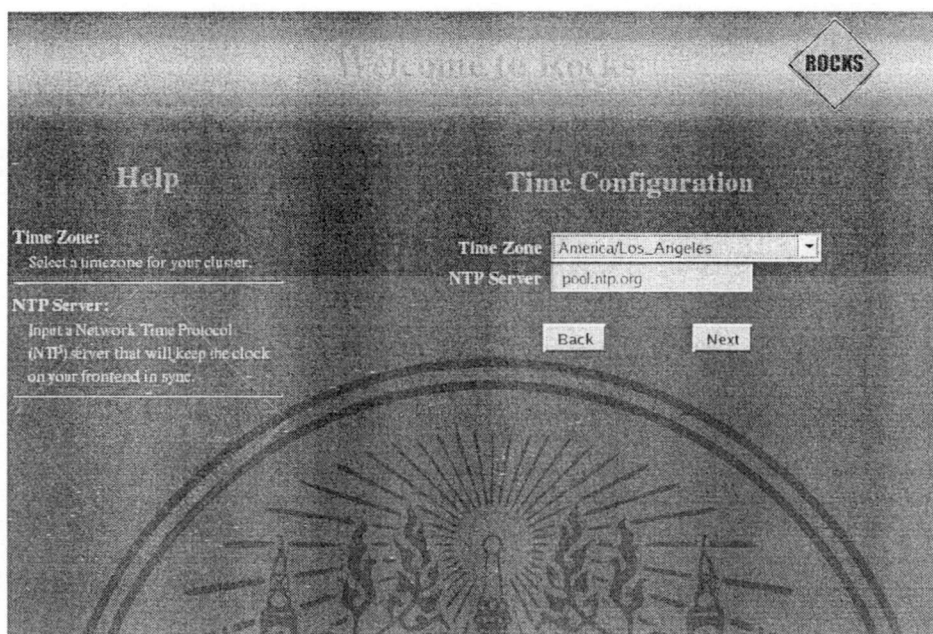 Welcome to Rocks
ROCKS
Help
Time Zone:
Select a timezone for your cluster.
NTP Server:
Input a Network Time Protocol
(NTP) server that will keep the clock
on your frontend in sync.
Time Configuration
Time Zone America/Los_Angeles
NTP Server pool.ntp.org
Back Next